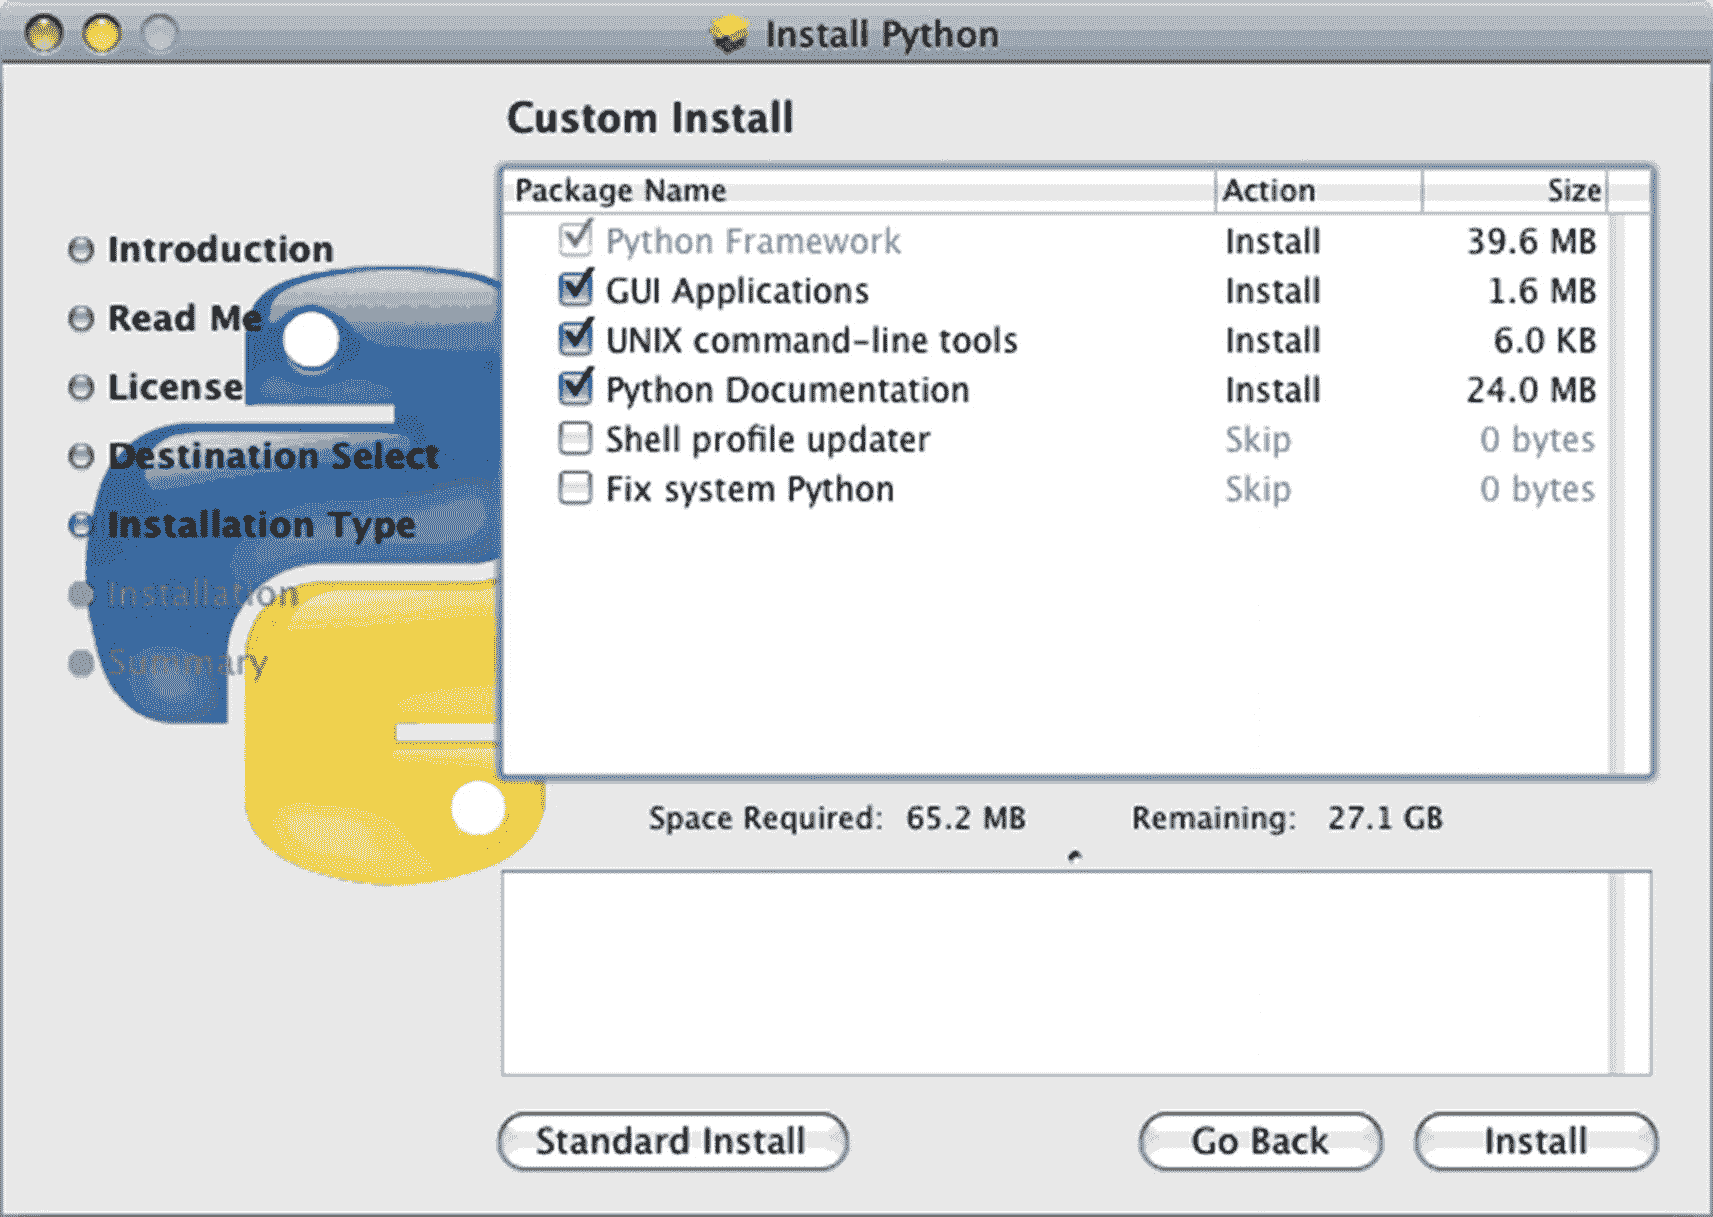 Install Python
Custom Install
Package Name Action Size
Python Framework Install 39.6 MB
GUI Applications Install 1.6 MB
UNIX command-line tools Install 6.0 KB
Python Documentation Install 24.0 MB
Shell profile updater Skip 0 bytes
Fix system Python Skip 0 bytes
Introduction
Read Me
License
Destination Select
Installation Type
Installation
Summary
Space Required: 65.2 MB Remaining: 27.1 GB
Standard Install Go Back Install